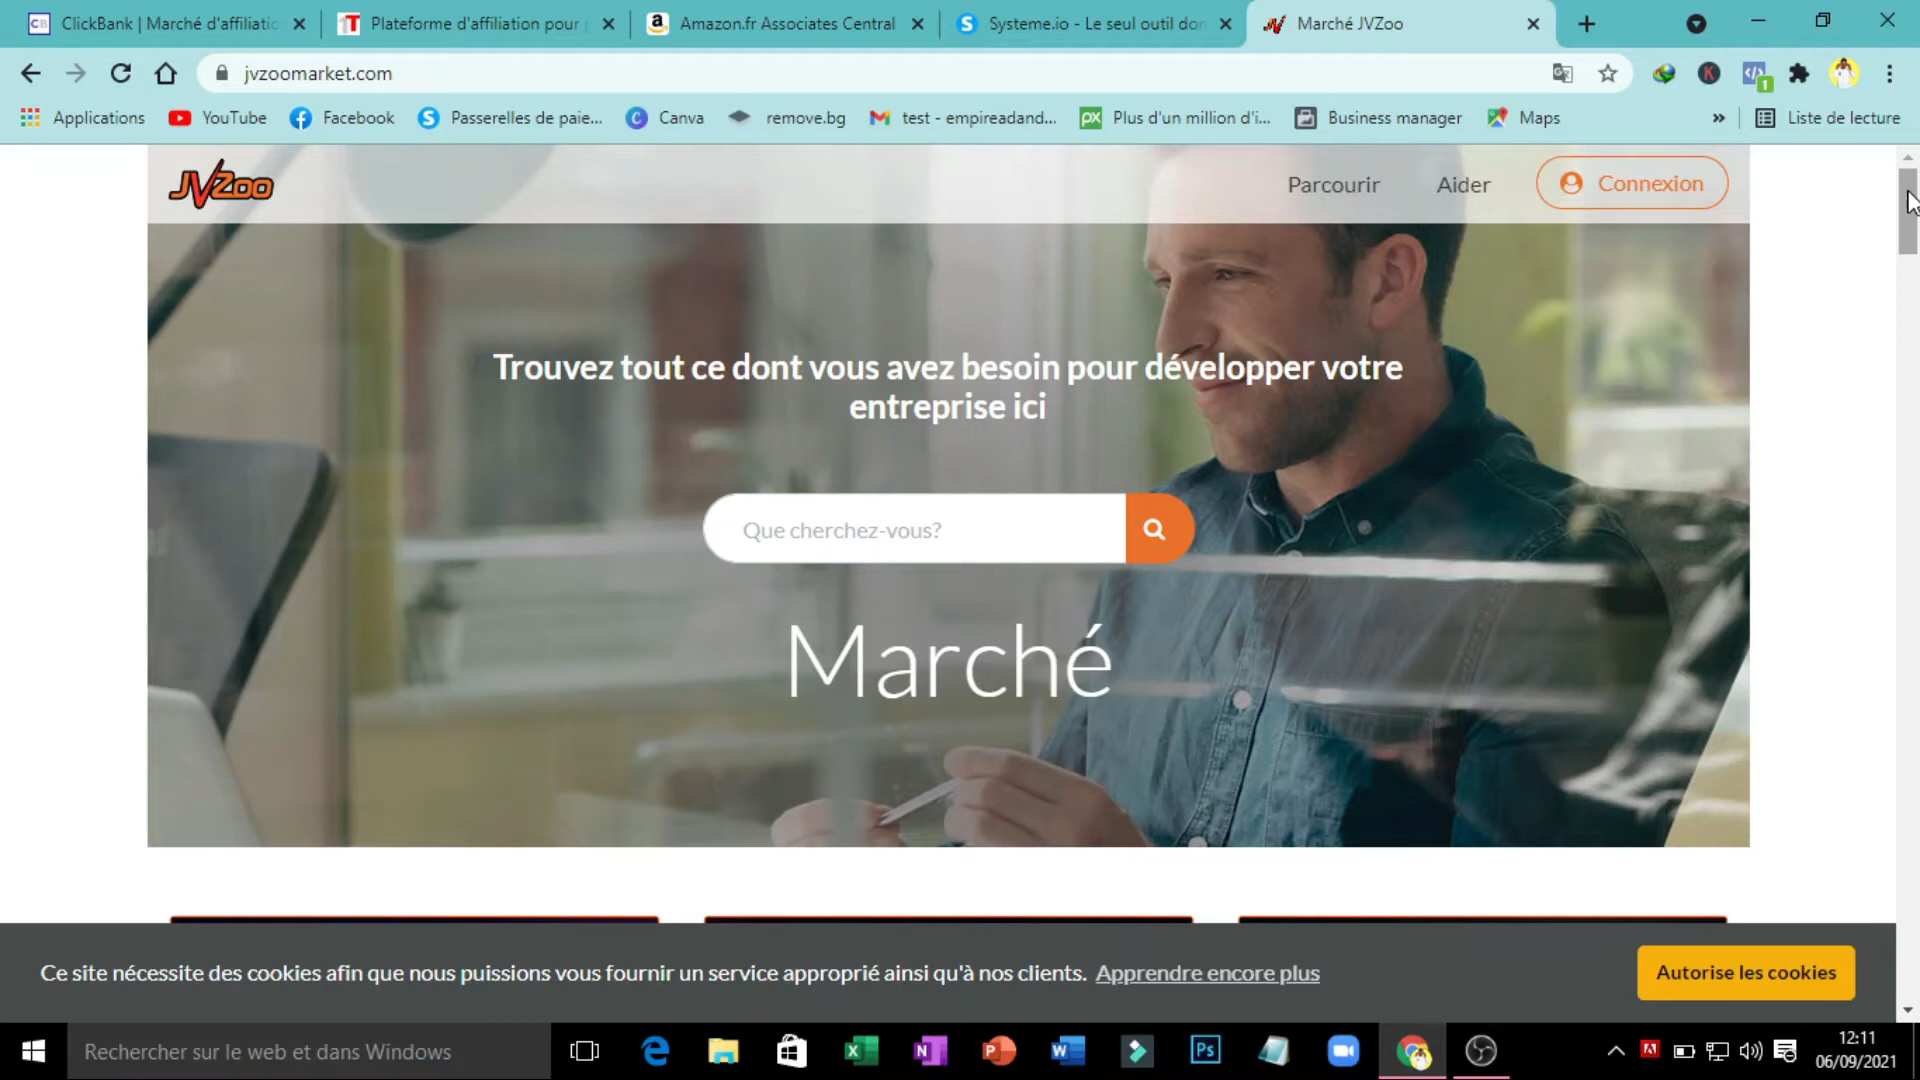 ClickBank | Marché d'affiliatio
Plateforme d'affiliation pour
Amazon.fr Associates Central
Systeme.io - Le seul outil don
Marché JVZoo
jvzoomarket.com
Applications
YouTube
Facebook
Passerelles de paie...
Canva
remove.bg
test - empireadand...
Plus d'un million d'i...
Business manager
Maps
»
Liste de lecture
JVZoo
Parcourir
Aider
Connexion
Trouvez tout ce dont vous avez besoin pour développer votre
entreprise ici
Que cherchez-vous?
Marché
Ce site nécessite des cookies afin que nous puissions vous fournir un service approprié ainsi qu'à nos clients. Apprendre encore plus
Autorise les cookies
Rechercher sur le web et dans Windows
12:11
06/09/2021